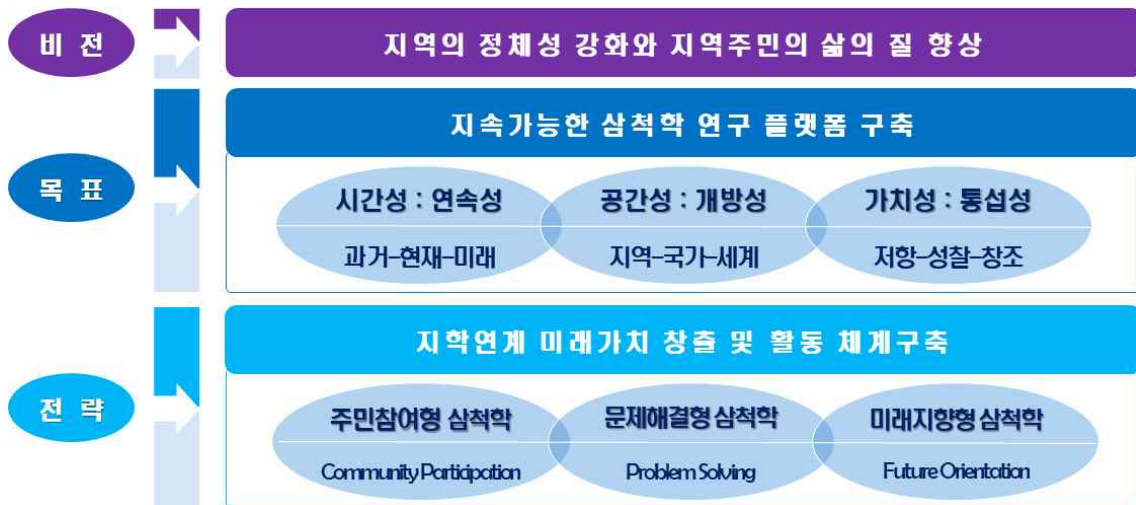 비 전
지역의 정체성 강화와 지역주민의 삶의 질 향상
목 표
지속가능한 삼척학 연구 플랫폼 구축
시간성 : 연속성
공간성 : 개방성
가치성 : 통섭성
과거-현재-미래
지역-국가-세계
저항-성찰-창조
전 략
지학연계 미래가치 창출 및 활동 체계구축
주민참여형 삼척학
문제해결형 삼척학
미래지향형 삼척학
Community Participation
Problem Solving
Future Orientation